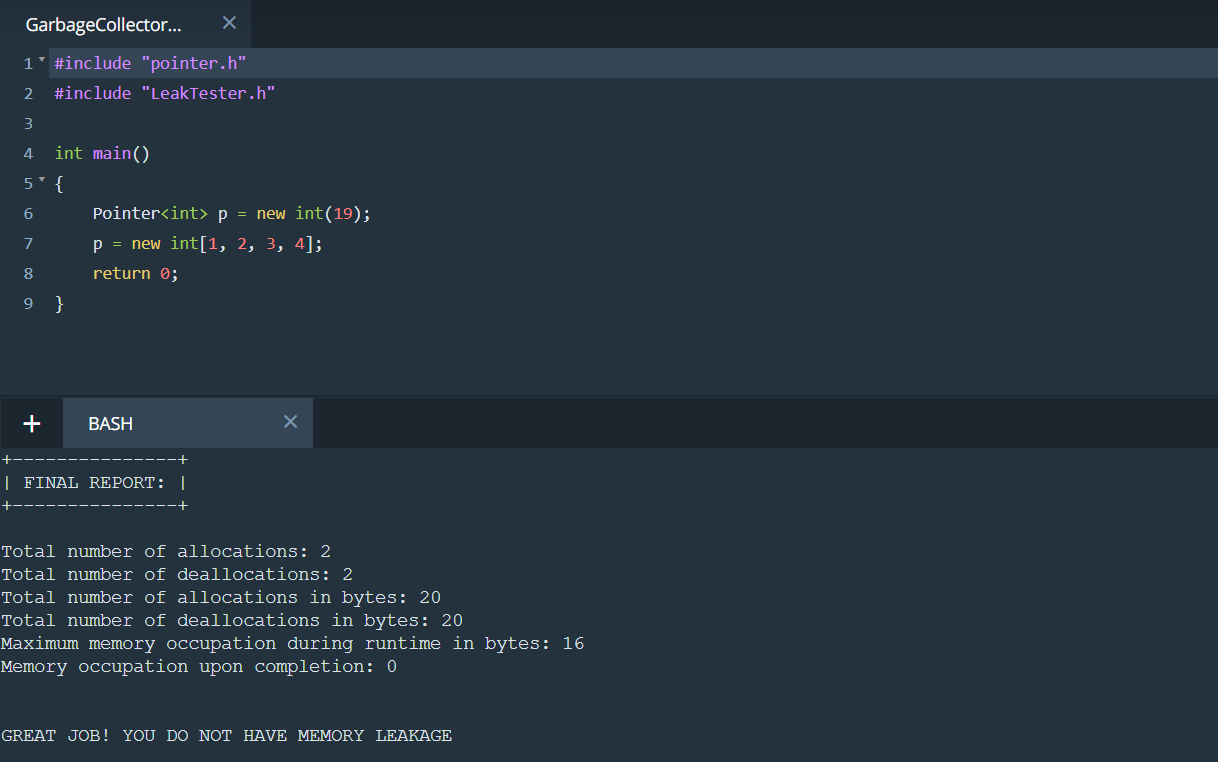 GarbageCollector... ×
1 #include "pointer.h"
2 #include "LeakTester.h"
3
4 int main()
5 {
6     Pointer<int> p = new int(19);
7     p = new int[1, 2, 3, 4];
8     return 0;
9 }
+ BASH ×
+---------------+
| FINAL REPORT: |
+---------------+
Total number of allocations: 2
Total number of deallocations: 2
Total number of allocations in bytes: 20
Total number of deallocations in bytes: 20
Maximum memory occupation during runtime in bytes: 16
Memory occupation upon completion: 0
GREAT JOB! YOU DO NOT HAVE MEMORY LEAKAGE